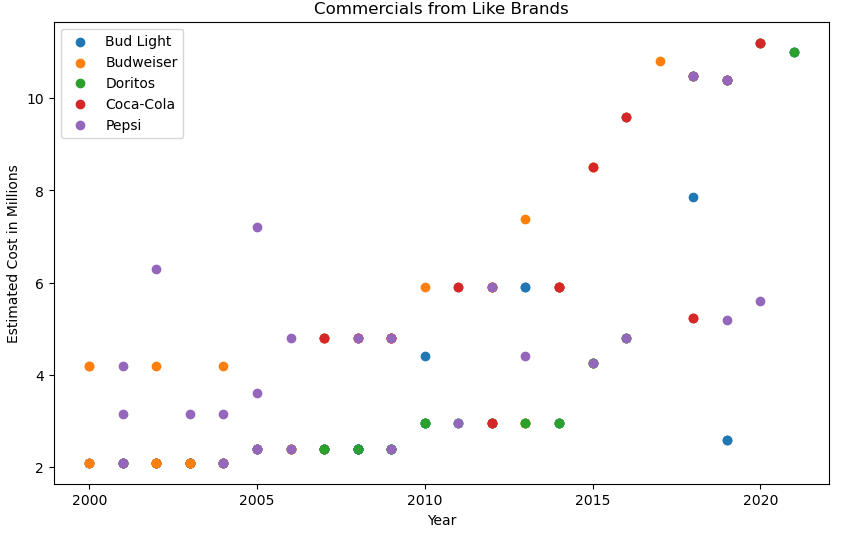 Commercials from Like Brands
Bud Light
Budweiser
Doritos
Coca-Cola
Pepsi
Estimated Cost in Millions
10
8
6
4
2
2000 2005 2010 2015 2020
Year